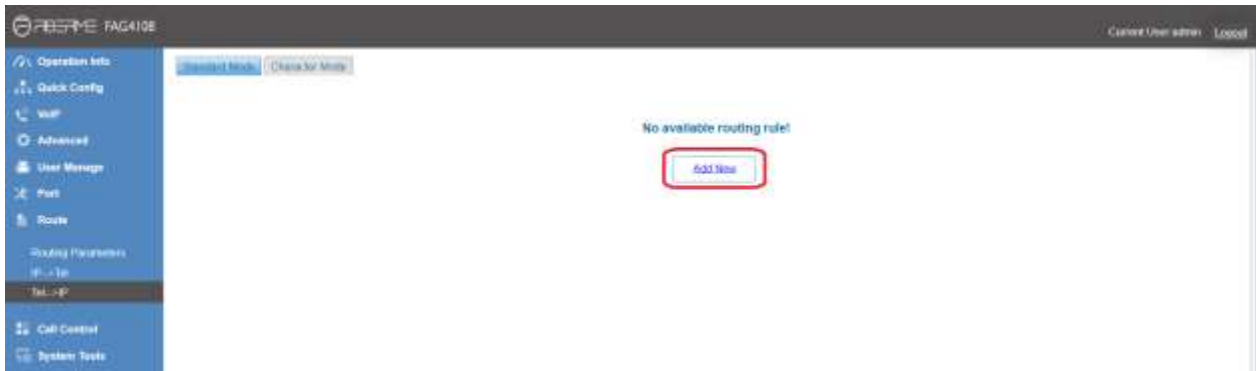 FIBERME FAG4108
Current User: admin Logout
Operation Info
Standard Mode Character Mode
Quick Config
VoIP
No available routing rule!
Advanced
Add New
User Manage
Port
Route
Routing Parameters
IP-->Tel
Tel-->IP
Call Control
System Tools